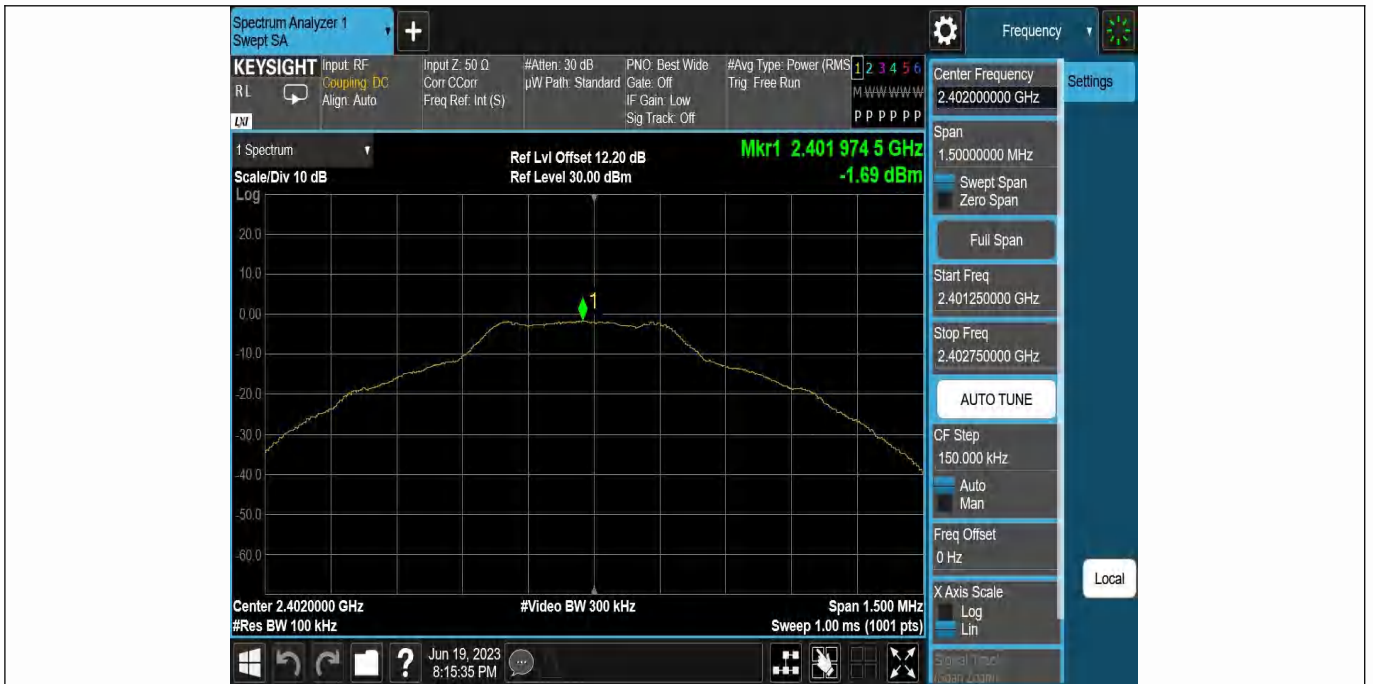 Spectrum Analyzer 1
Swept SA
+
Frequency
KEYSIGHT
RL
LXI
Input: RF
Coupling: DC
Align: Auto
Input Z: 50 Ω
Corr CCorr
Freq Ref: Int (S)
#Atten: 30 dB
µW Path: Standard
PNO: Best Wide
Gate: Off
IF Gain: Low
Sig Track: Off
#Avg Type: Power (RMS
Trig: Free Run
1 2 3 4 5 6
M W W W W W
P P P P P P
1 Spectrum
Scale/Div 10 dB
Log
Ref Lvl Offset 12.20 dB
Ref Level 30.00 dBm
Mkr1 2.401 974 5 GHz
-1.69 dBm
20.0
10.0
0.00
-10.0
-20.0
-30.0
-40.0
-50.0
-60.0
1
Center 2.4020000 GHz
#Res BW 100 kHz
#Video BW 300 kHz
Span 1.500 MHz
Sweep 1.00 ms (1001 pts)
?
Jun 19, 2023
8:15:35 PM
Center Frequency
2.402000000 GHz
Settings
Span
1.50000000 MHz
Swept Span
Zero Span
Full Span
Start Freq
2.401250000 GHz
Stop Freq
2.402750000 GHz
AUTO TUNE
CF Step
150.000 kHz
Auto
Man
Freq Offset
0 Hz
X Axis Scale
Log
Lin
Local
Signal Track
(Span Zoom)